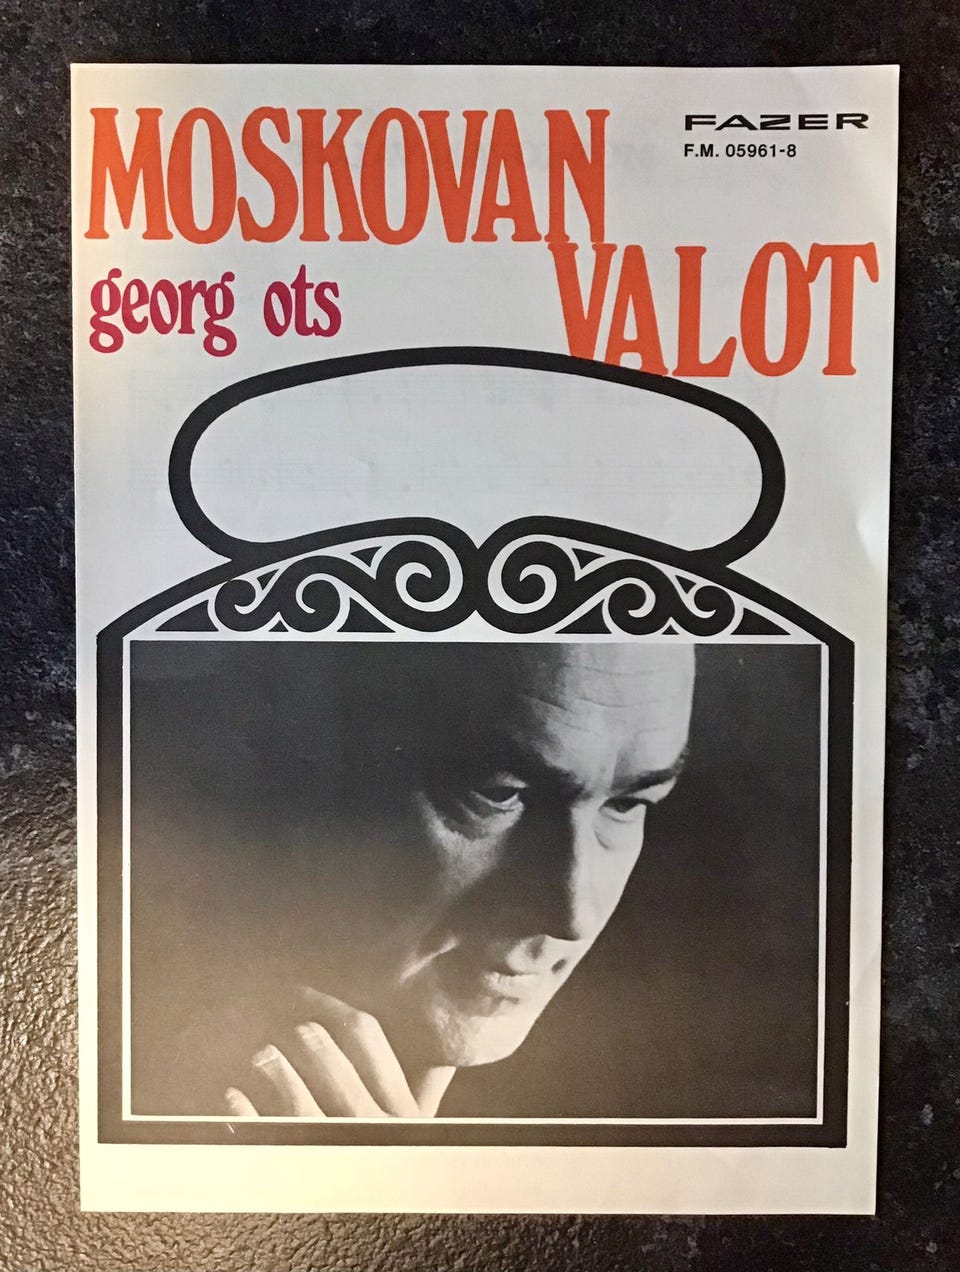 MOSKOVAN
VALOT
georg ots
FAZER
F.M. 05961-8